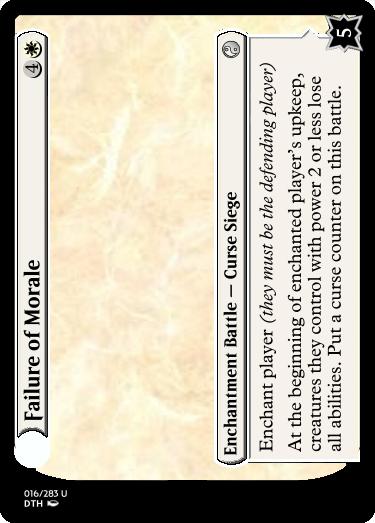 Failure of Morale
4
Enchantment Battle – Curse Siege
Enchant player (they must be the defending player)
At the beginning of enchanted player's upkeep,
creatures they control with power 2 or less lose
all abilities. Put a curse counter on this battle.
5
016/283 U
DTH